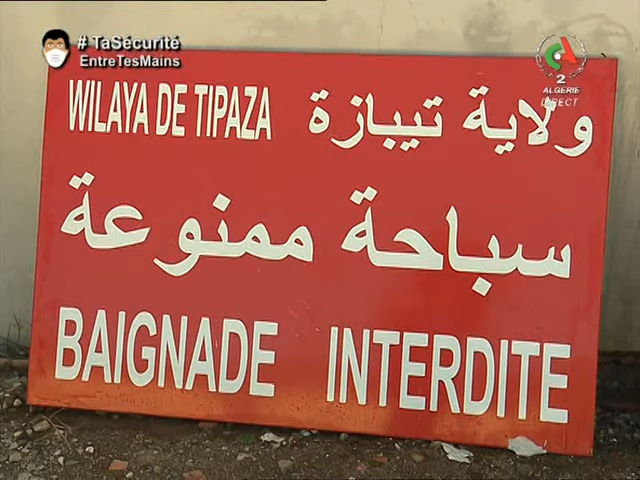 # TaSécurité
EntreTesMains
2
ALGERIE
DIRECT
WILAYA DE TIPAZA ولاية تيبازة
سباحة ممنوعة
BAIGNADE INTERDITE